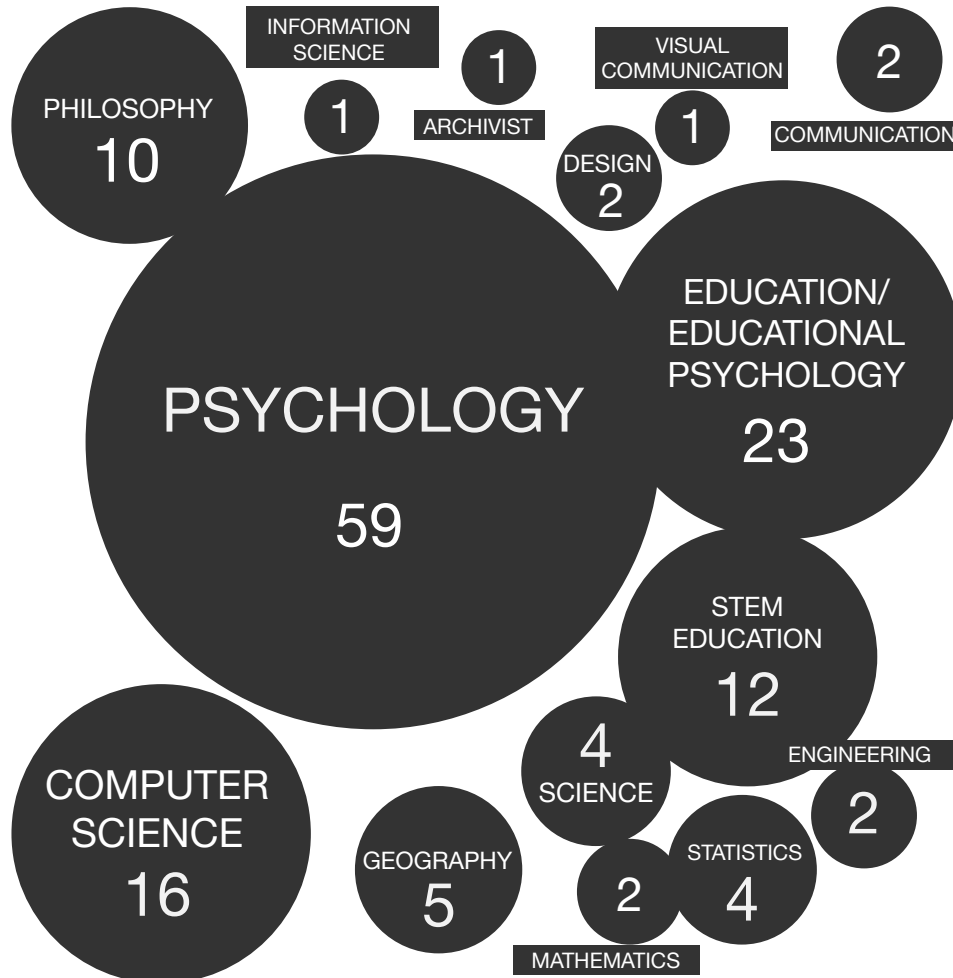 INFORMATION
SCIENCE
1
1
ARCHIVIST
VISUAL
COMMUNICATION
1
2
COMMUNICATION
PHILOSOPHY
10
DESIGN
2
EDUCATION/
EDUCATIONAL
PSYCHOLOGY
23
PSYCHOLOGY
59
STEM
EDUCATION
12
4
SCIENCE
ENGINEERING
2
COMPUTER
SCIENCE
16
GEOGRAPHY
5
2
MATHEMATICS
STATISTICS
4